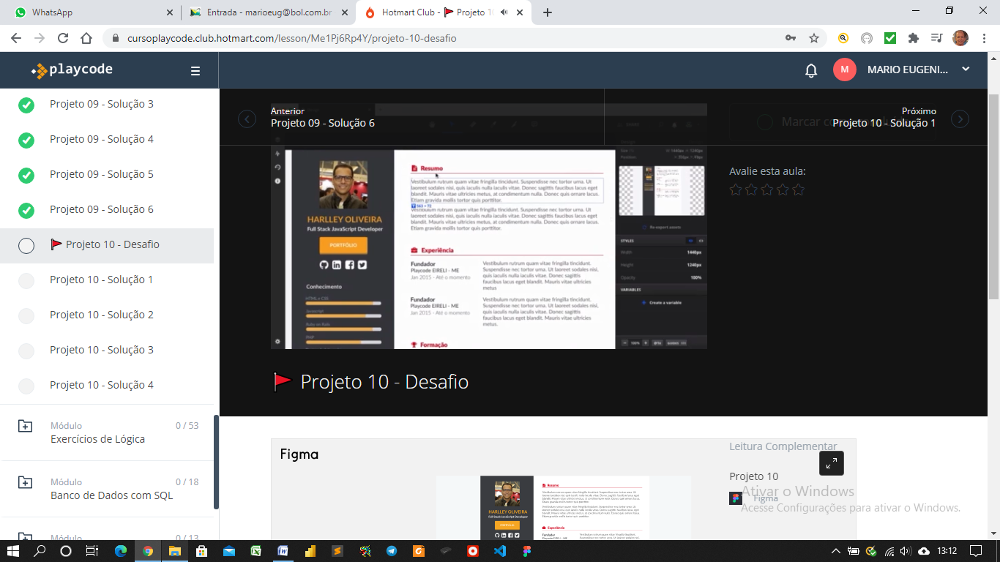 WhatsApp
Entrada - marioeug@bol.com.br
Hotmart Club - Projeto 10
cursoplaycode.club.hotmart.com/lesson/Me1Pj6Rp4Y/projeto-10-desafio
playcode
M
MARIO EUGENI...
Projeto 09 - Solução 3
Projeto 09 - Solução 4
Projeto 09 - Solução 5
Projeto 09 - Solução 6
Projeto 10 - Desafio
Projeto 10 - Solução 1
Projeto 10 - Solução 2
Projeto 10 - Solução 3
Projeto 10 - Solução 4
Módulo
0 / 53
Exercícios de Lógica
Módulo
0 / 18
Banco de Dados com SQL
Módulo
0 / 13
Anterior
Projeto 09 - Solução 6
Próximo
Projeto 10 - Solução 1
Avalie esta aula:
HARLLEY OLIVEIRA
Full Stack JavaScript Developer
PORTFÓLIO
Conhecimento
HTML e CSS
Javascript
Ruby on Rails
PHP
Resumo
Vestibulum rutrum quam vitae fringilla tincidunt. Suspendisse nec tortor urna. Ut
laoreet sodales nisi, quis iaculis nulla iaculis vitae. Donec sagittis faucibus lacus eget
blandit. Mauris vitae ultricies metus, at condimentum nulla. Donec quis ornare lacus.
Etiam gravida mollis tortor quis porttitor.
563 × 72
Vestibulum rutrum quam vitae fringilla tincidunt. Suspendisse nec tortor urna. Ut
laoreet sodales nisi, quis iaculis nulla iaculis vitae. Donec sagittis faucibus lacus eget
blandit. Mauris vitae ultricies metus, at condimentum nulla. Donec quis ornare lacus.
Etiam gravida mollis tortor quis porttitor.
Experiência
Fundador
Playcode EIRELI - ME
Jan 2015 - Até o momento
Vestibulum rutrum quam vitae fringilla tincidunt.
Suspendisse nec tortor urna. Ut laoreet sodales nisi,
quis iaculis nulla iaculis vitae. Donec sagittis
faucibus lacus eget blandit. Mauris vitae ultricies
metus
Fundador
Playcode EIRELI - ME
Jan 2015 - Até o momento
Vestibulum rutrum quam vitae fringilla tincidunt.
Suspendisse nec tortor urna. Ut laoreet sodales nisi,
quis iaculis nulla iaculis vitae. Donec sagittis
faucibus lacus eget blandit. Mauris vitae ultricies
metus.
Formação
Re-export assets
STYLES
Width 1440px
Height 1240px
Opacity 100%
VARIABLES
Create a variable
100%
Projeto 10 - Desafio
Figma
HARLLEY OLIVEIRA
Full Stack JavaScript Developer
PORTFÓLIO
Resumo
Experiência
Fundador
Playcode EIRELI - ME
Leitura Complementar
Projeto 10
Figma
Ativar o Windows
Acesse Configurações para ativar o Windows.
13:12